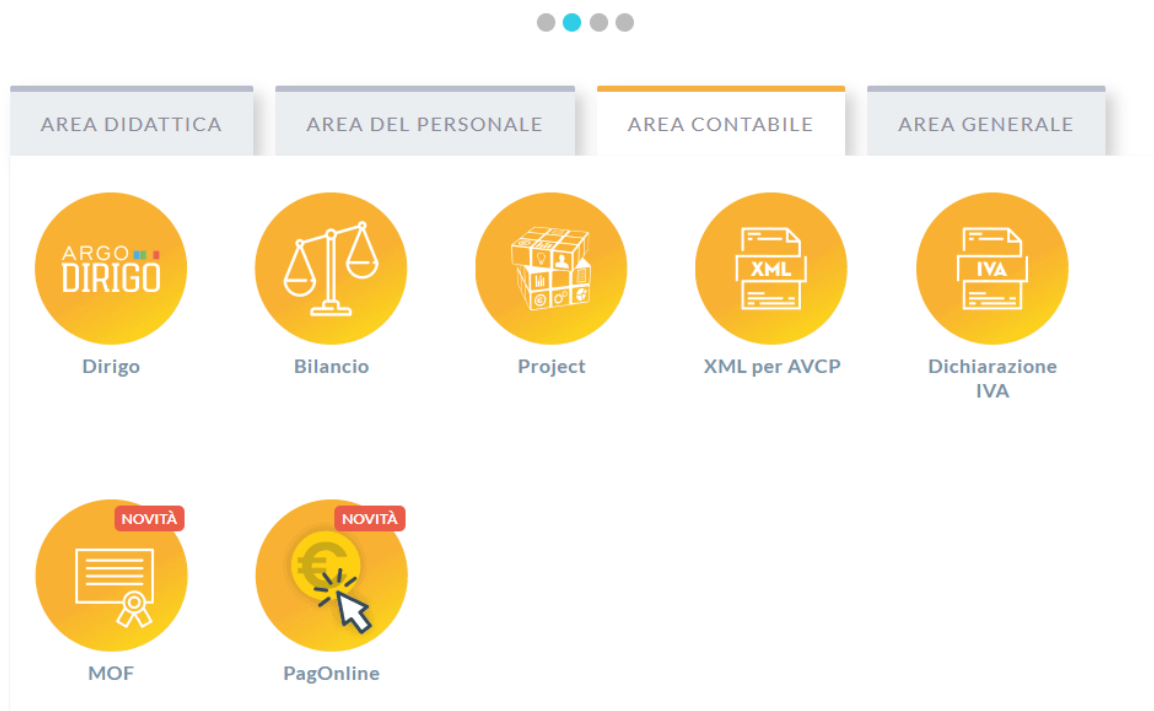 AREA DIDATTICA
AREA DEL PERSONALE
AREA CONTABILE
AREA GENERALE
ARGO
DIRIGO
XML
IVA
Dirigo
Bilancio
Project
XML per AVCP
Dichiarazione
IVA
NOVITÀ
NOVITÀ
€
MOF
PagOnline